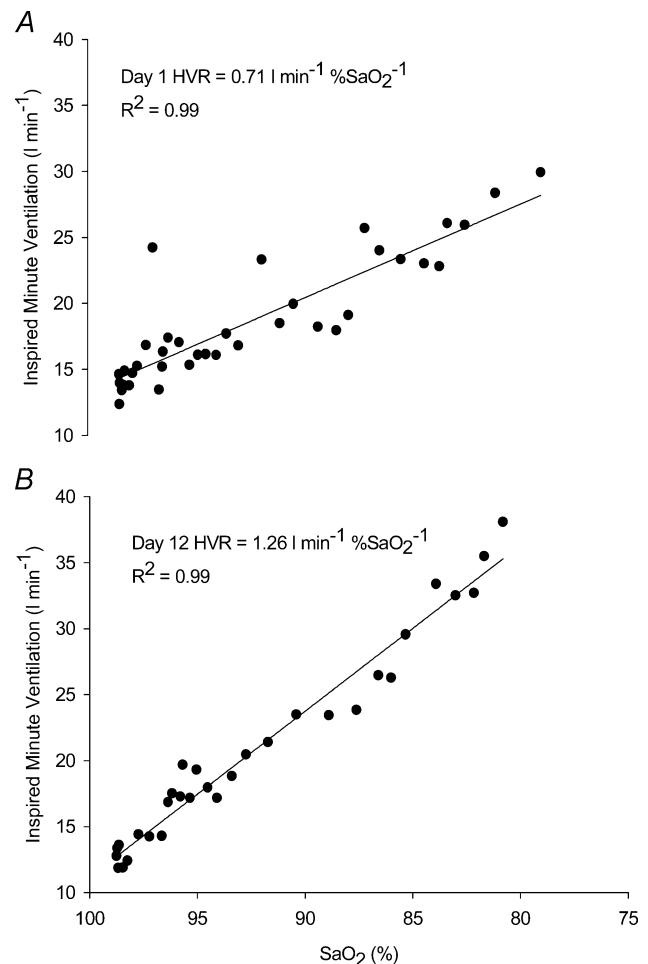 A
40
Day 1 HVR = 0.71 l min⁻¹ %SaO₂⁻¹
R² = 0.99
35
30
25
20
15
10
Inspired Minute Ventilation (l min⁻¹)
B
40
Day 12 HVR = 1.26 l min⁻¹ %SaO₂⁻¹
R² = 0.99
35
30
25
20
15
10
Inspired Minute Ventilation (l min⁻¹)
100 95 90 85 80 75
SaO₂ (%)